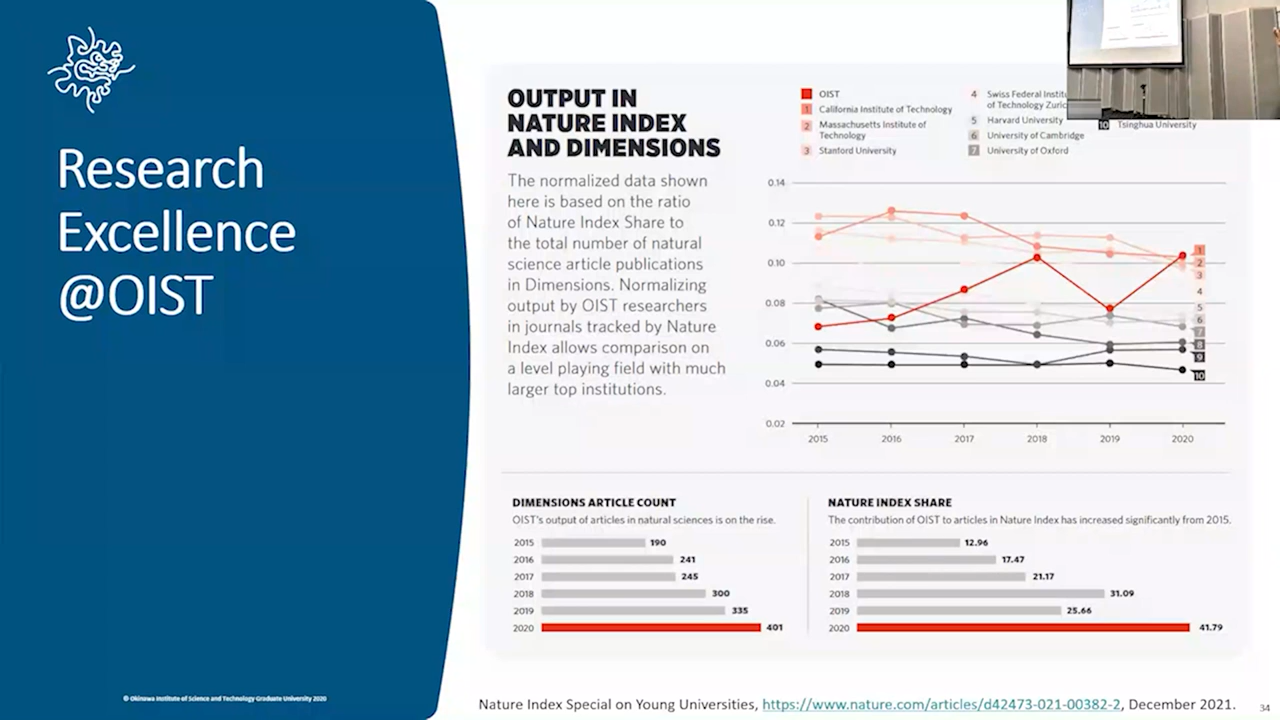 Research
Excellence
@OIST
© Okinawa Institute of Science and Technology Graduate University 2020
OUTPUT IN
NATURE INDEX
AND DIMENSIONS
The normalized data shown
here is based on the ratio
of Nature Index Share to
the total number of natural
science article publications
in Dimensions. Normalizing
output by OIST researchers
in journals tracked by Nature
Index allows comparison on
a level playing field with much
larger top institutions.
OIST
1 California Institute of Technology
2 Massachusetts Institute of
Technology
3 Stanford University
4 Swiss Federal
of Technology
5 Harvard University
6 University of Cambridge
7 University of Oxford
10 Tsinghua University
0.14
0.12
0.10
0.08
0.06
0.04
0.02
2015 2016 2017 2018 2019 2020
1
2
3
4
5
6
7
8
9
10
DIMENSIONS ARTICLE COUNT
OIST's output of articles in natural sciences is on the rise.
2015 190
2016 241
2017 245
2018 300
2019 335
2020 401
NATURE INDEX SHARE
The contribution of OIST to articles in Nature Index has increased significantly from 2015.
2015 12.96
2016 17.47
2017 21.17
2018 31.09
2019 25.66
2020 41.79
Nature Index Special on Young Universities, https://www.nature.com/articles/d42473-021-00382-2, December 2021.
34